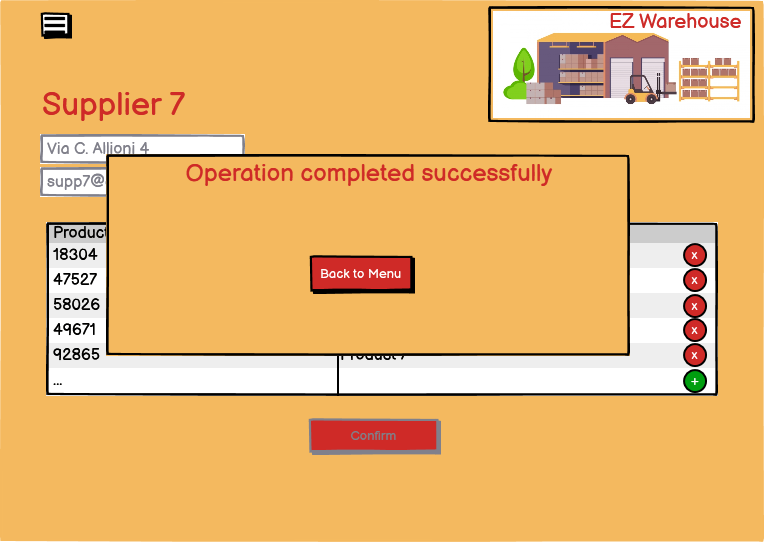 EZ Warehouse
Supplier 7
Via C. Allioni 4
supp7@
Operation completed successfully
Product
18304
x
47527
x
Back to Menu
58026
x
49671
x
92865
Product 7
x
...
+
Confirm